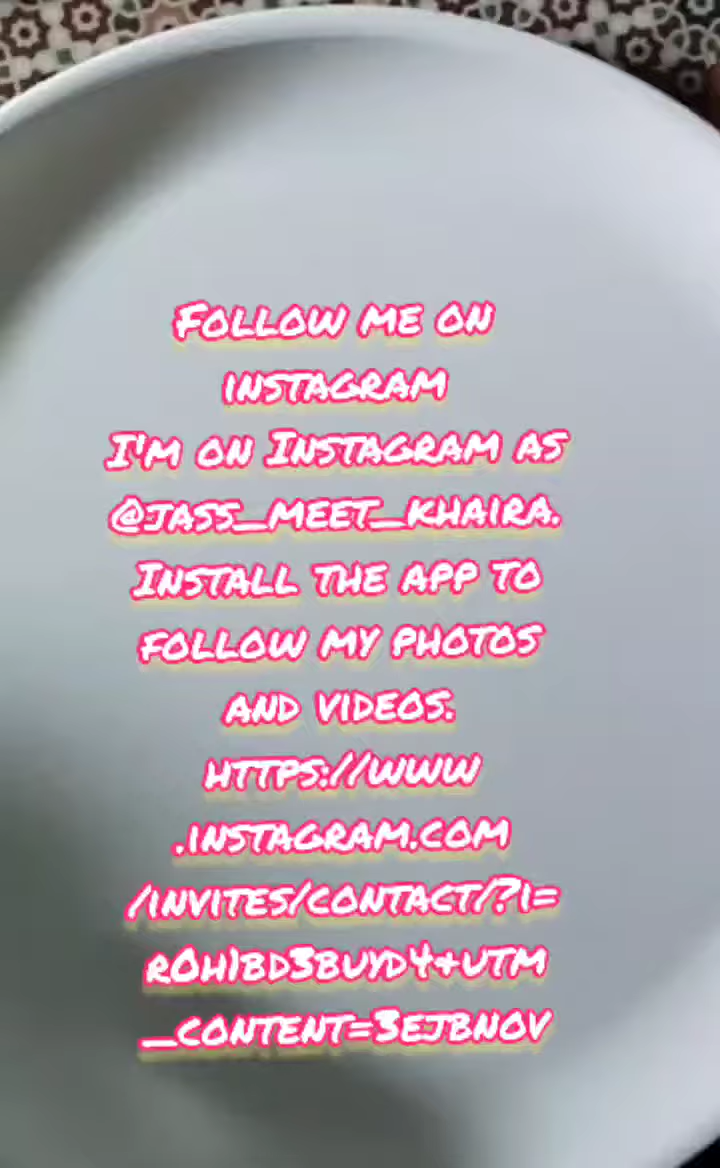 Follow me on
instagram
I'm on Instagram as
@jass_meet_khaira.
Install the app to
follow my photos
and videos.
https://www
.instagram.com
/invites/contact/?i=
r0h1bd3buyd4&utm
_content=3ejbnov